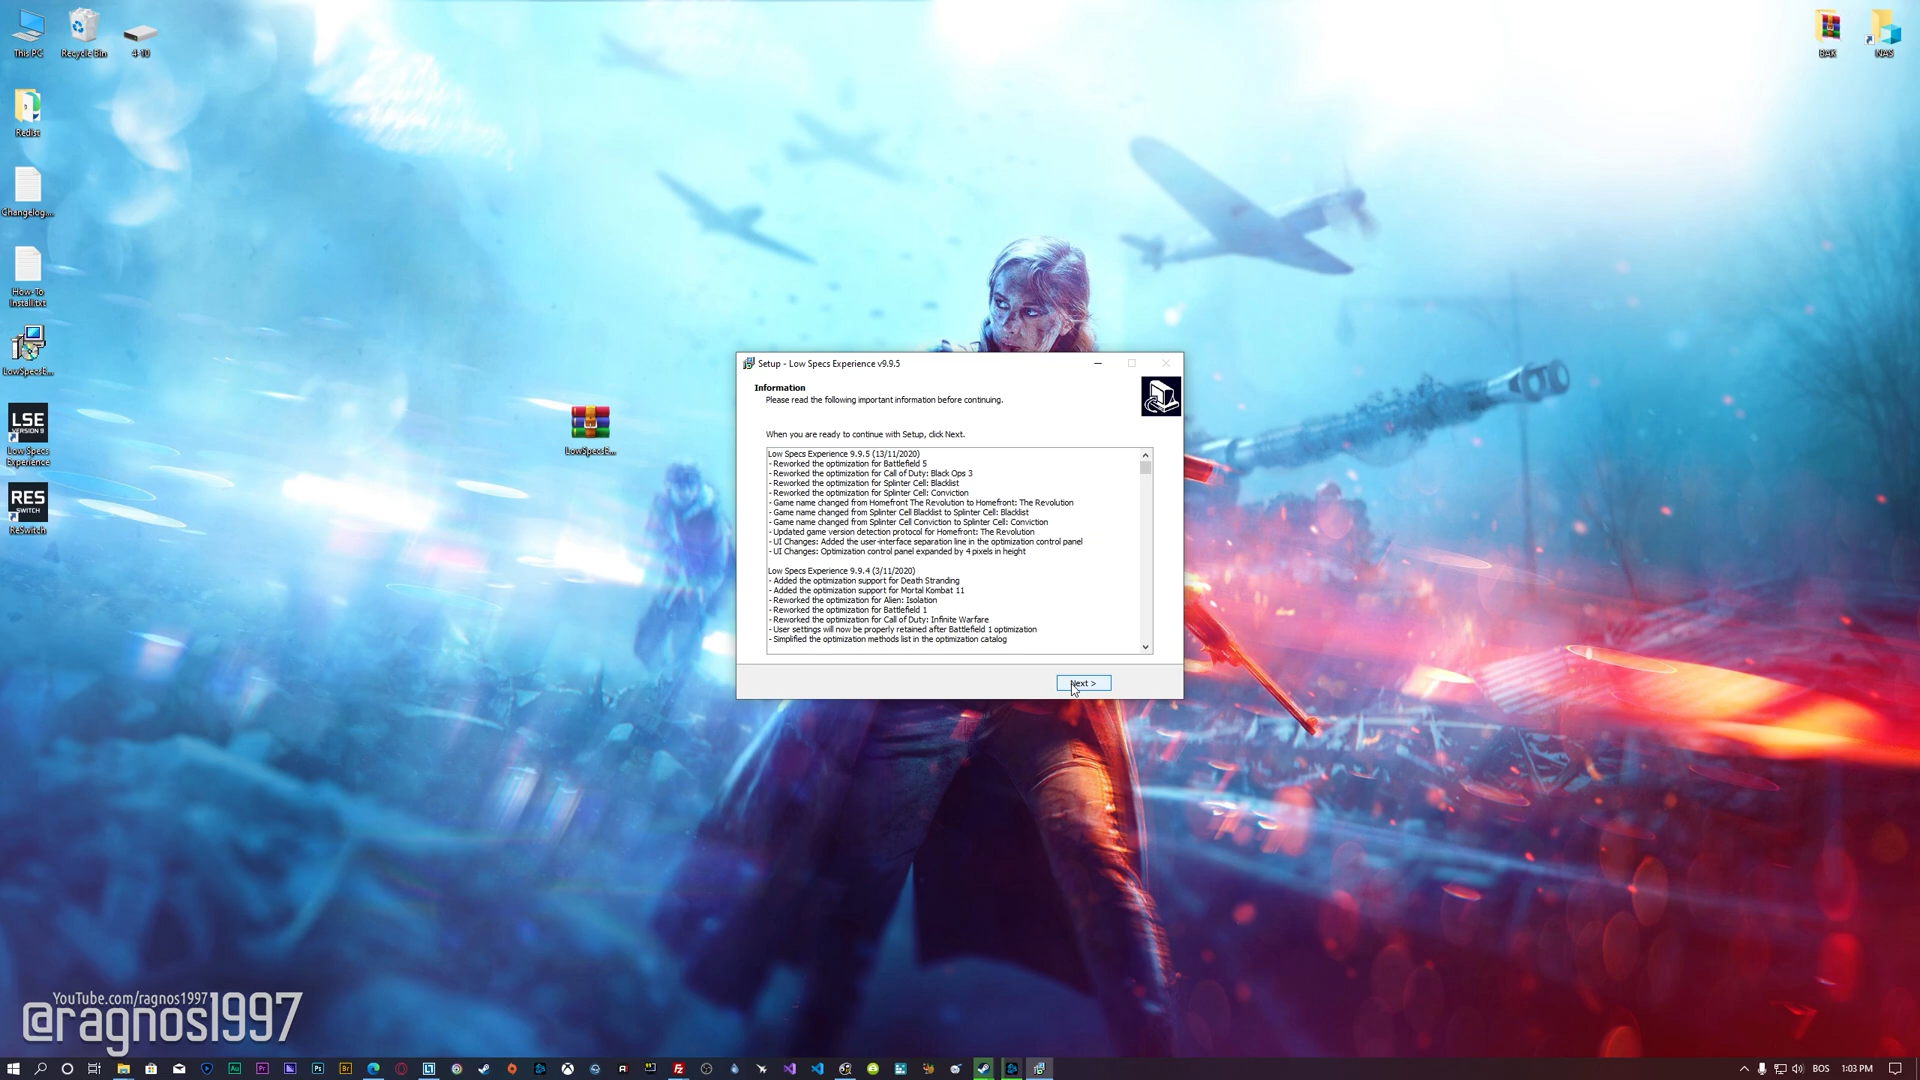 This PC
Recycle Bin
4-10
BAK
NAS
Redist
Changelog....
How-To
Install.txt
LowSpecsE...
LSE
VERSION 9
Low Specs
Experience
RES
SWITCH
ReSwitch
LowSpecsE...
Setup - Low Specs Experience v9.9.5
Information
Please read the following important information before continuing.
When you are ready to continue with Setup, click Next.
Low Specs Experience 9.9.5 (13/11/2020)
- Reworked the optimization for Battlefield 5
- Reworked the optimization for Call of Duty: Black Ops 3
- Reworked the optimization for Splinter Cell: Blacklist
- Reworked the optimization for Splinter Cell: Conviction
- Game name changed from Homefront The Revolution to Homefront: The Revolution
- Game name changed from Splinter Cell Blacklist to Splinter Cell: Blacklist
- Game name changed from Splinter Cell Conviction to Splinter Cell: Conviction
- Updated game version detection protocol for Homefront: The Revolution
- UI Changes: Added the user-interface separation line in the optimization control panel
- UI Changes: Optimization control panel expanded by 4 pixels in height
Low Specs Experience 9.9.4 (3/11/2020)
- Added the optimization support for Death Stranding
- Added the optimization support for Mortal Kombat 11
- Reworked the optimization for Alien: Isolation
- Reworked the optimization for Battlefield 1
- Reworked the optimization for Call of Duty: Infinite Warfare
- User settings will now be properly retained after Battlefield 1 optimization
- Simplified the optimization methods list in the optimization catalog
Next >
YouTube.com/ragnos1997
@ragnos1997
Au
Pr
Ps
Br
Fz
BOS
1:03 PM